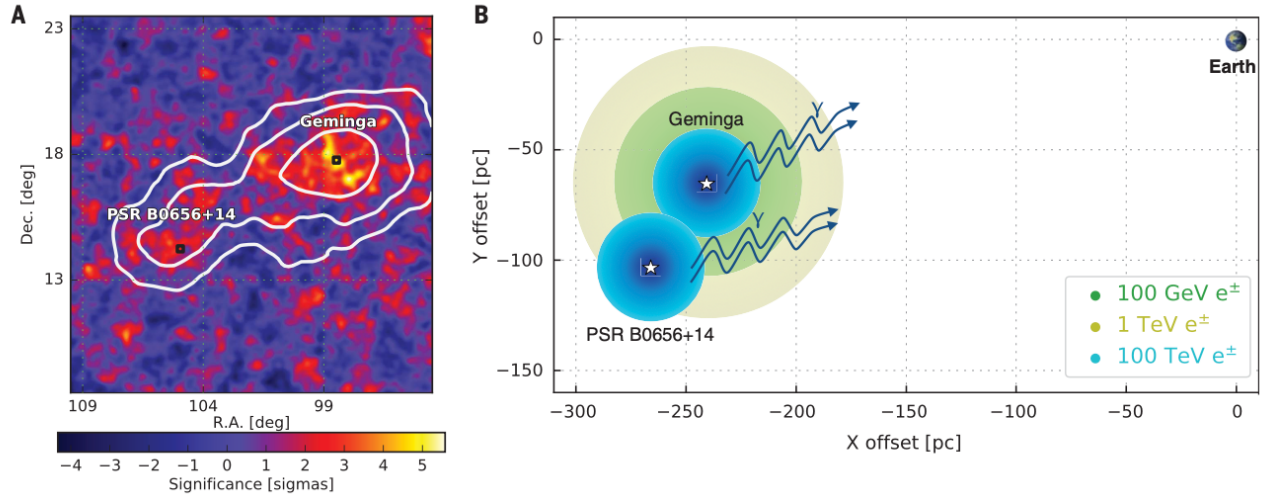 A
23
18
13
Dec. [deg]
Geminga
PSR B0656+14
109
104
99
R.A. [deg]
−4
−3
−2
−1
0
1
2
3
4
5
Significance [sigmas]
B
0
−50
−100
−150
Y offset [pc]
Earth
Geminga
γ
γ
PSR B0656+14
100 GeV e±
1 TeV e±
100 TeV e±
−300
−250
−200
−150
−100
−50
0
X offset [pc]